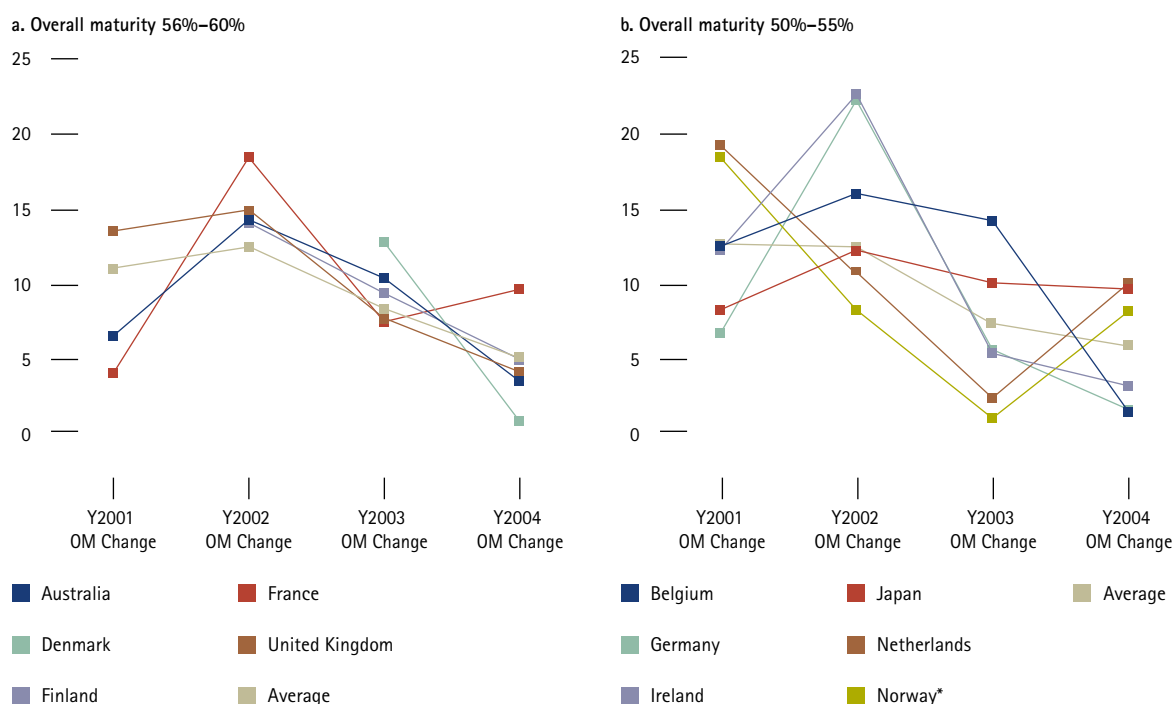 a. Overall maturity 56%–60%
25
20
15
10
5
0
Y2001
OM Change
Y2002
OM Change
Y2003
OM Change
Y2004
OM Change
Australia
France
Denmark
United Kingdom
Finland
Average
b. Overall maturity 50%–55%
25
20
15
10
5
0
Y2001
OM Change
Y2002
OM Change
Y2003
OM Change
Y2004
OM Change
Belgium
Japan
Average
Germany
Netherlands
Ireland
Norway*